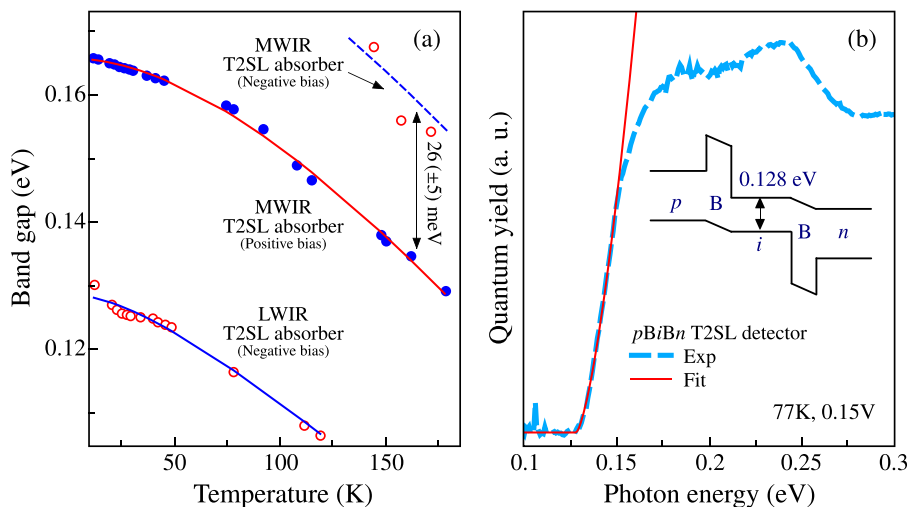 (a)
MWIR
T2SL absorber
(Negative bias)
26 (±5) meV
MWIR
T2SL absorber
(Positive bias)
LWIR
T2SL absorber
(Negative bias)
0.16
0.14
0.12
Band gap (eV)
50
100
150
Temperature (K)
(b)
Quantum yield (a. u.)
0.128 eV
p
B
i
B
n
pBiBn T2SL detector
Exp
Fit
77K, 0.15V
0.1
0.15
0.2
0.25
0.3
Photon energy (eV)